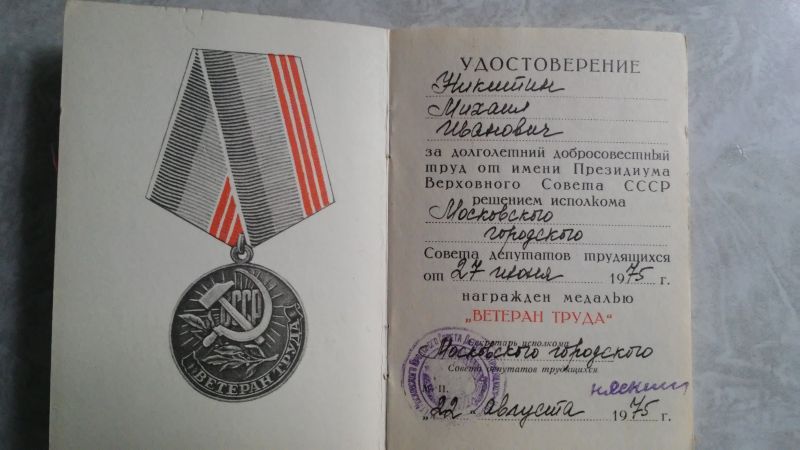 СССР
ВЕТЕРАН ТРУДА
УДОСТОВЕРЕНИЕ
Никитин
Михаил
Иванович
за долголетний добросовестный
труд от имени Президиума
Верховного Совета СССР
решением исполкома
Московского
городского
Совета депутатов трудящихся
от 27 июня 1975 г.
награжден медалью
„ВЕТЕРАН ТРУДА“
Секретарь исполкома
Московского городского
Совета депутатов трудящихся
М. П.
„22 августа 1975 г.